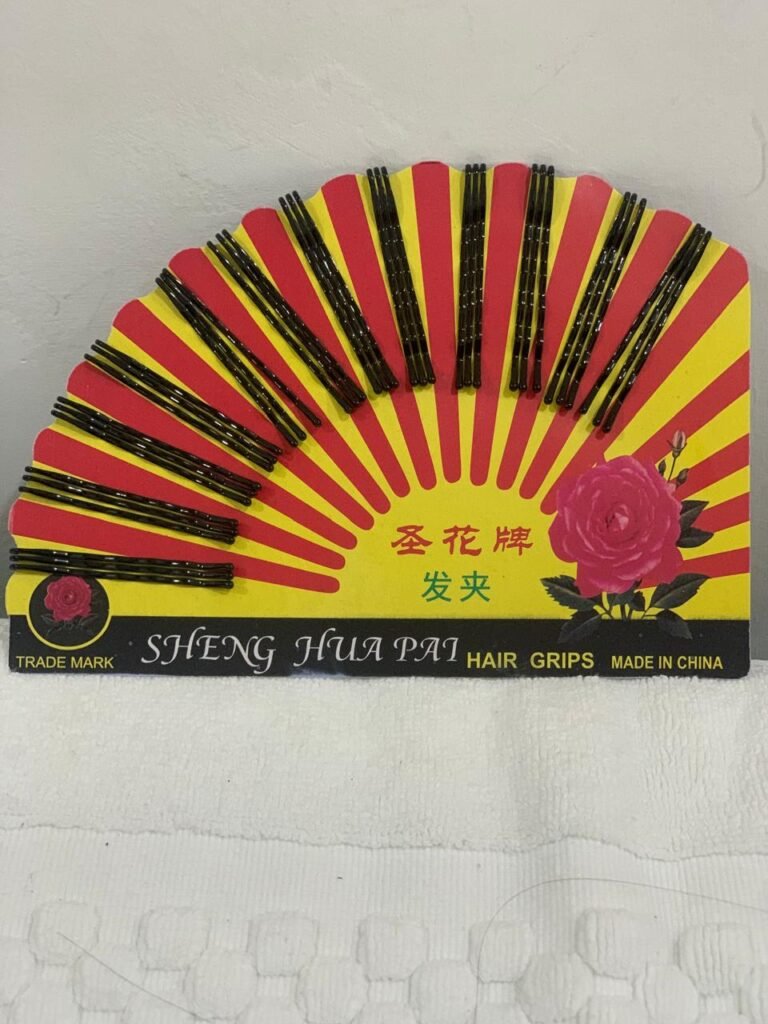 圣花牌
发夹
TRADE MARK SHENG HUA PAI HAIR GRIPS MADE IN CHINA